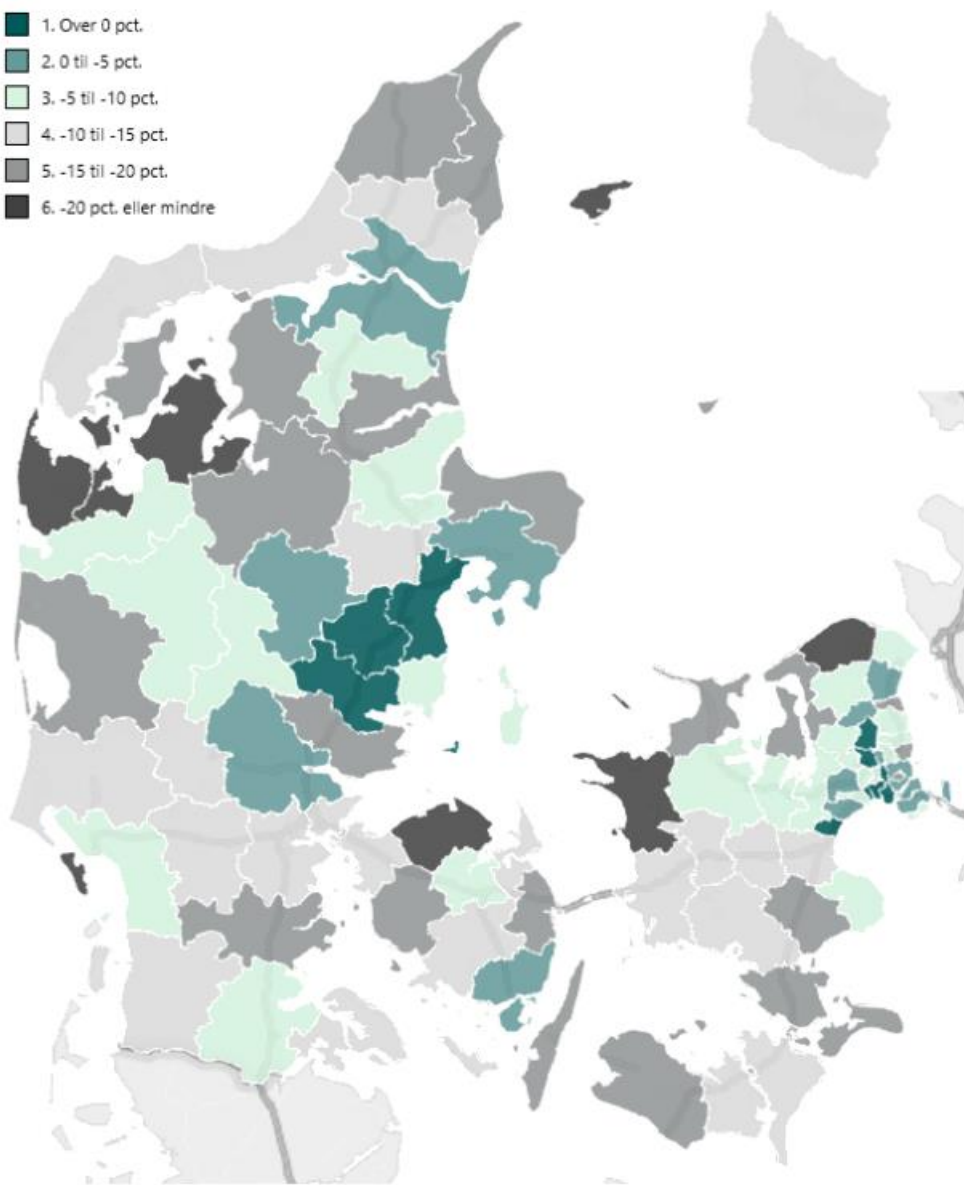 1. Over 0 pct.
2. 0 til -5 pct.
3. -5 til -10 pct.
4. -10 til -15 pct.
5. -15 til -20 pct.
6. -20 pct. eller mindre